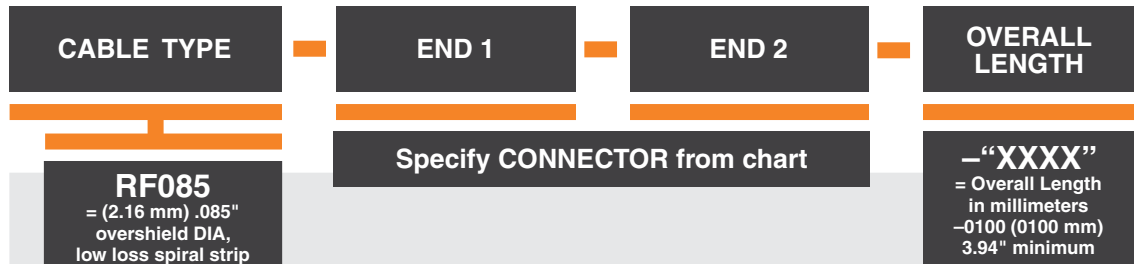 CABLE TYPE
END 1
END 2
OVERALL
LENGTH
RF085
= (2.16 mm) .085"
overshield DIA,
low loss spiral strip
Specify CONNECTOR from chart
–“XXXX”
= Overall Length
in millimeters
–0100 (0100 mm)
3.94" minimum